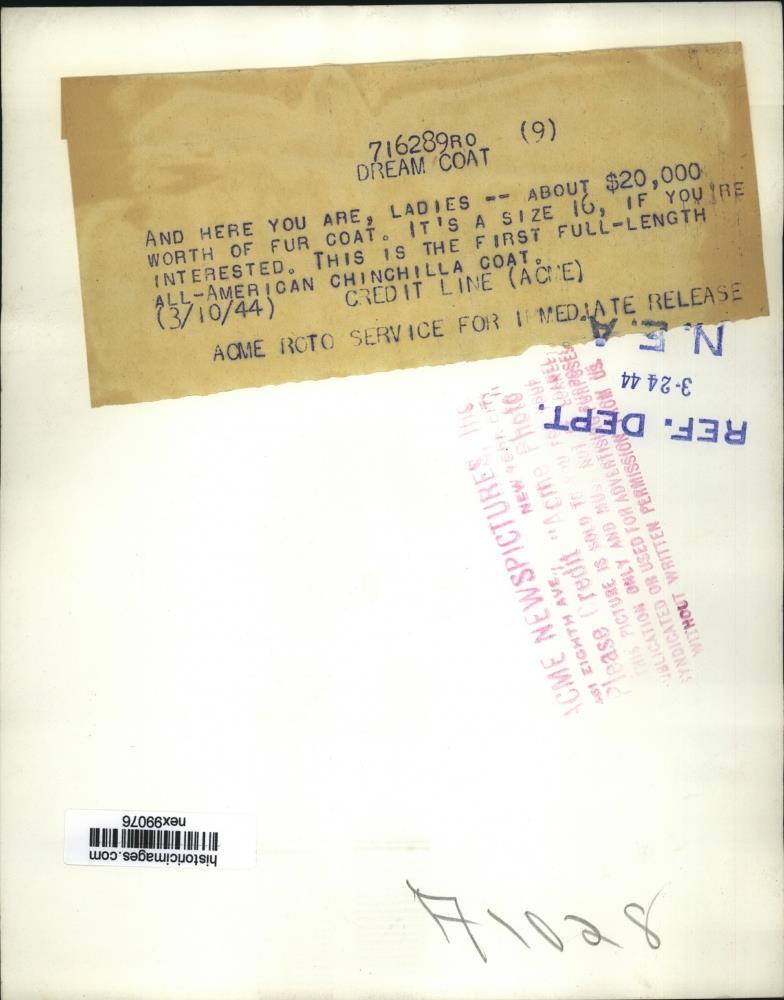 716289RO (9)
DREAM COAT
AND HERE YOU ARE, LADIES -- ABOUT $20,000
WORTH OF FUR COAT. IT'S A SIZE 16, IF YOU'RE
INTERESTED. THIS IS THE FIRST FULL-LENGTH
ALL-AMERICAN CHINCHILLA COAT.
(3/10/44) CREDIT LINE (ACME)
ACME ROTO SERVICE FOR IMMEDIATE RELEASE
N. E. A.
3-24 44
REF. DEPT.
ACME NEWSPICTURES, INC.
461 EIGHTH AVE., NEW YORK CITY
Please Credit "Acme Photo"
THIS PICTURE IS SOLD TO YOU FOR YOUR
PUBLICATION ONLY AND MUST NOT BE LOANED,
SYNDICATED OR USED FOR ADVERTISING PURPOSES
WITHOUT WRITTEN PERMISSION FROM US.
historicimages.com
nex99076
A1028